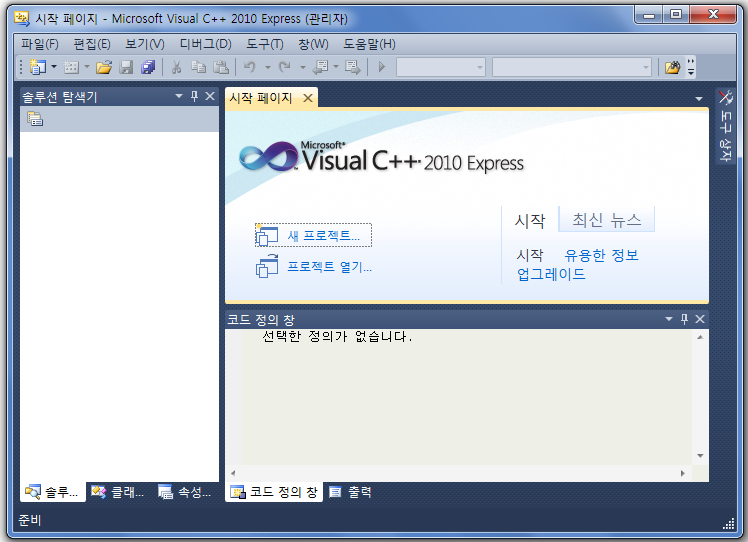 시작 페이지 - Microsoft Visual C++ 2010 Express (관리자)
파일(F) 편집(E) 보기(V) 디버그(D) 도구(T) 창(W) 도움말(H)
솔루션 탐색기
시작 페이지
도구 상자
Microsoft®
Visual C++ 2010 Express
새 프로젝트...
프로젝트 열기...
시작 최신 뉴스
시작 유용한 정보
업그레이드
코드 정의 창
선택한 정의가 없습니다.
솔루... 클래... 속성...
코드 정의 창 출력
준비